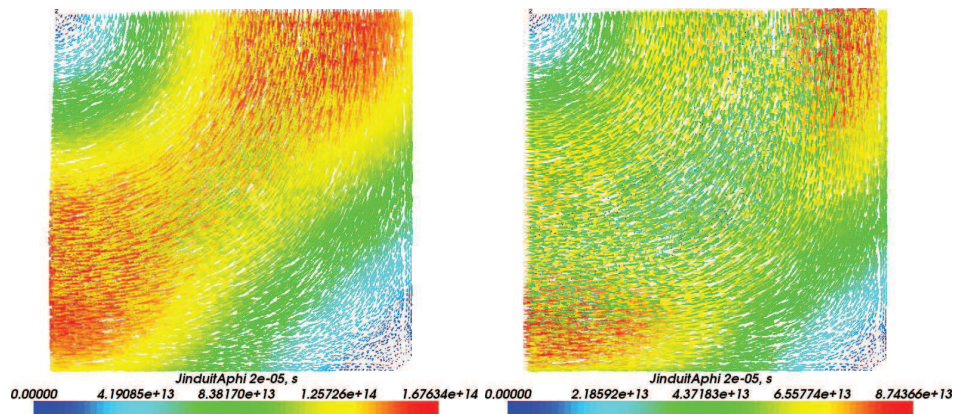 JinduitAphi 2e-05, s
0.00000 4.19085e+13 8.38170e+13 1.25726e+14 1.67634e+14
JinduitAphi 2e-05, s
0.00000 2.18592e+13 4.37183e+13 6.55774e+13 8.74366e+13